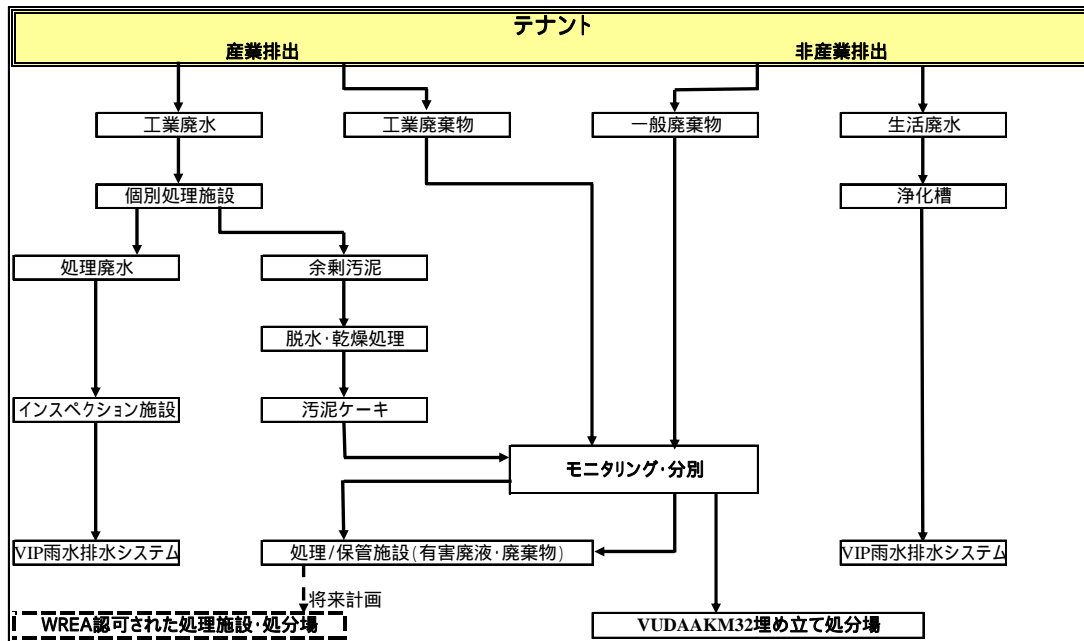 テナント
産業排出 非産業排出
工業廃水 工業廃棄物 一般廃棄物 生活廃水
個別処理施設 浄化槽
処理廃水 余剰汚泥
脱水･乾燥処理
インスペクション施設 汚泥ケーキ
モニタリング･分別
VIP雨水排水システム 処理/保管施設(有害廃液･廃棄物) VIP雨水排水システム
将来計画
WREA認可された処理施設･処分場 VUDAAKM32埋め立て処分場